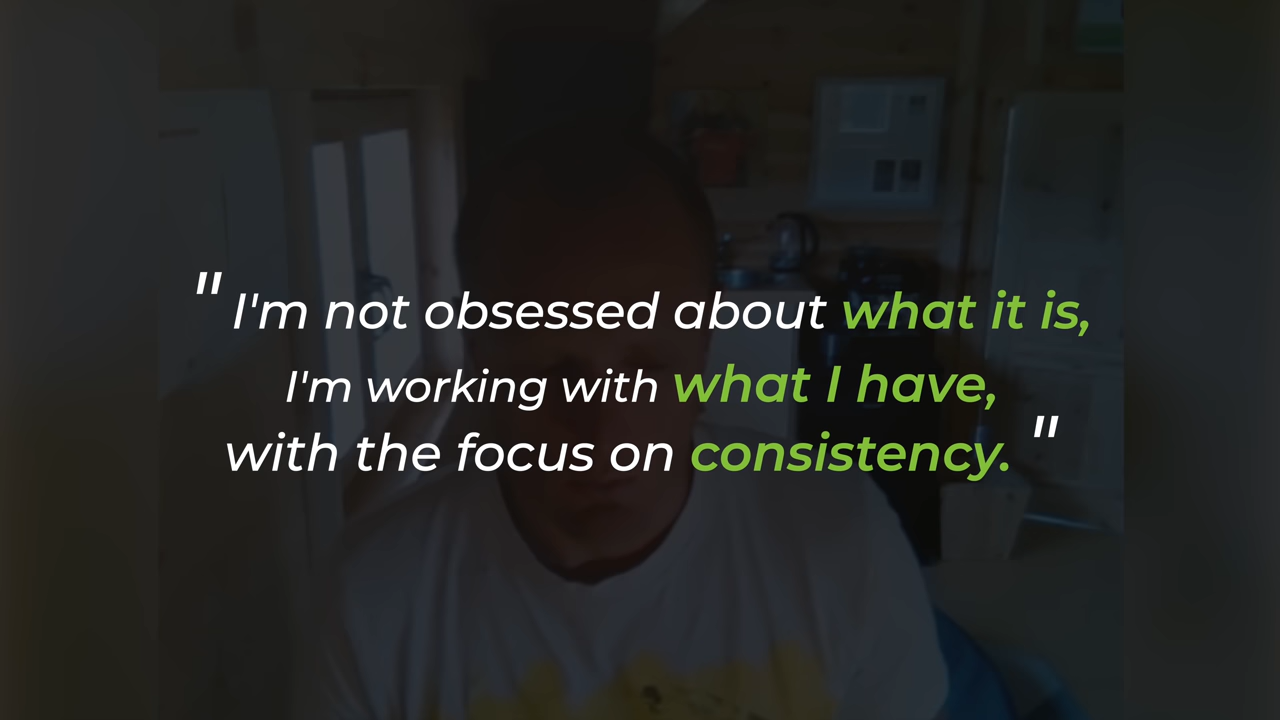 "I'm not obsessed about what it is,
I'm working with what I have,
with the focus on consistency."